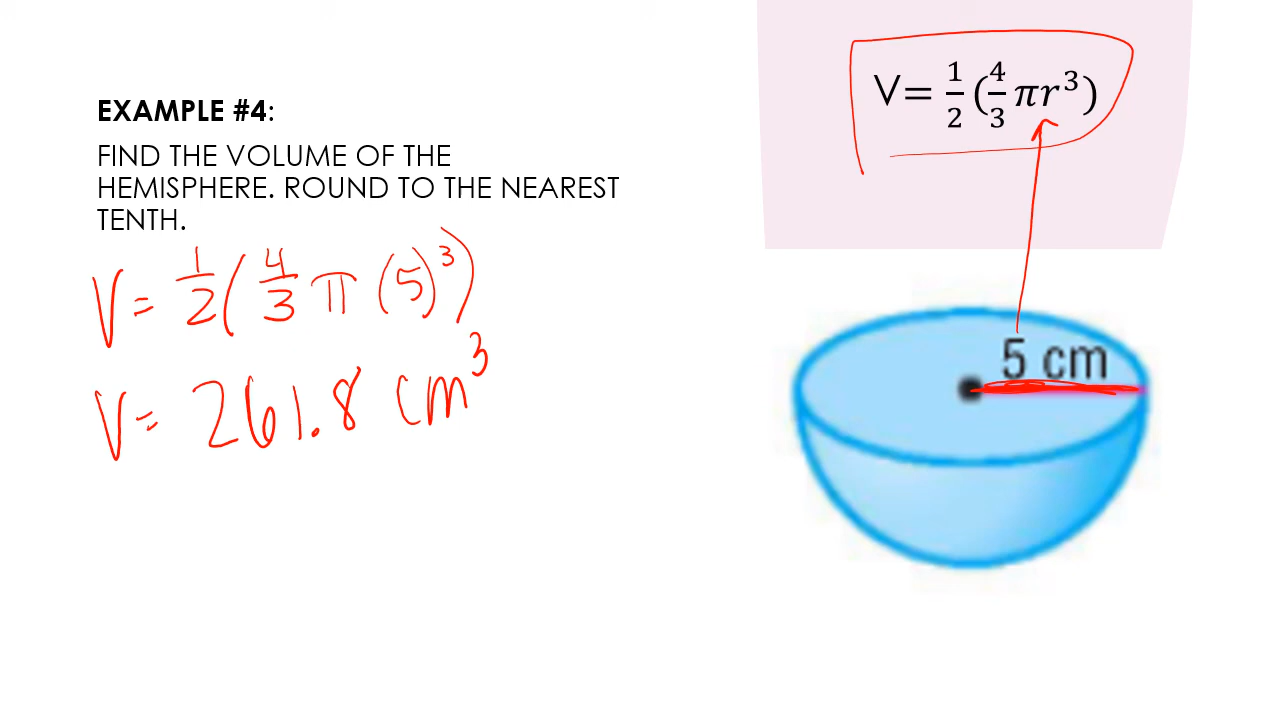 EXAMPLE #4:
FIND THE VOLUME OF THE
HEMISPHERE. ROUND TO THE NEAREST
TENTH.
V = 1/2 (4/3 π (5)³)
V = 261.8 cm³
V= 1/2 (4/3 πr³)
5 cm